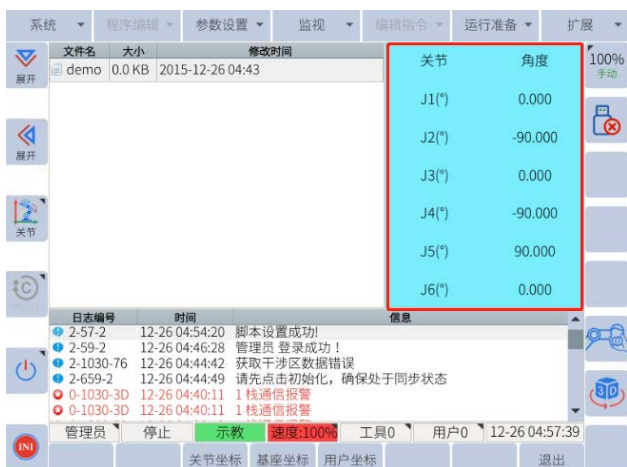 系统 程序编辑 参数设置 监视 编辑指令 运行准备 扩展
展开
展开
关节
文件名 大小 修改时间
demo 0.0 KB 2015-12-26 04:43
关节 角度
J1(°) 0.000
J2(°) -90.000
J3(°) 0.000
J4(°) -90.000
J5(°) 90.000
J6(°) 0.000
100%
手动
日志编号 时间 信息
2-57-2 12-26 04:54:20 脚本设置成功!
2-59-2 12-26 04:46:28 管理员 登录成功！
2-1030-76 12-26 04:44:42 获取干涉区数据错误
2-659-2 12-26 04:44:49 请先点击初始化，确保处于同步状态
0-1030-3D 12-26 04:40:11 1栈通信报警
0-1030-3D 12-26 04:40:11 1栈通信报警
管理员 停止 示教 速度:100% 工具0 用户0 12-26 04:57:39
INI
关节坐标 基座坐标 用户坐标 退出
3D